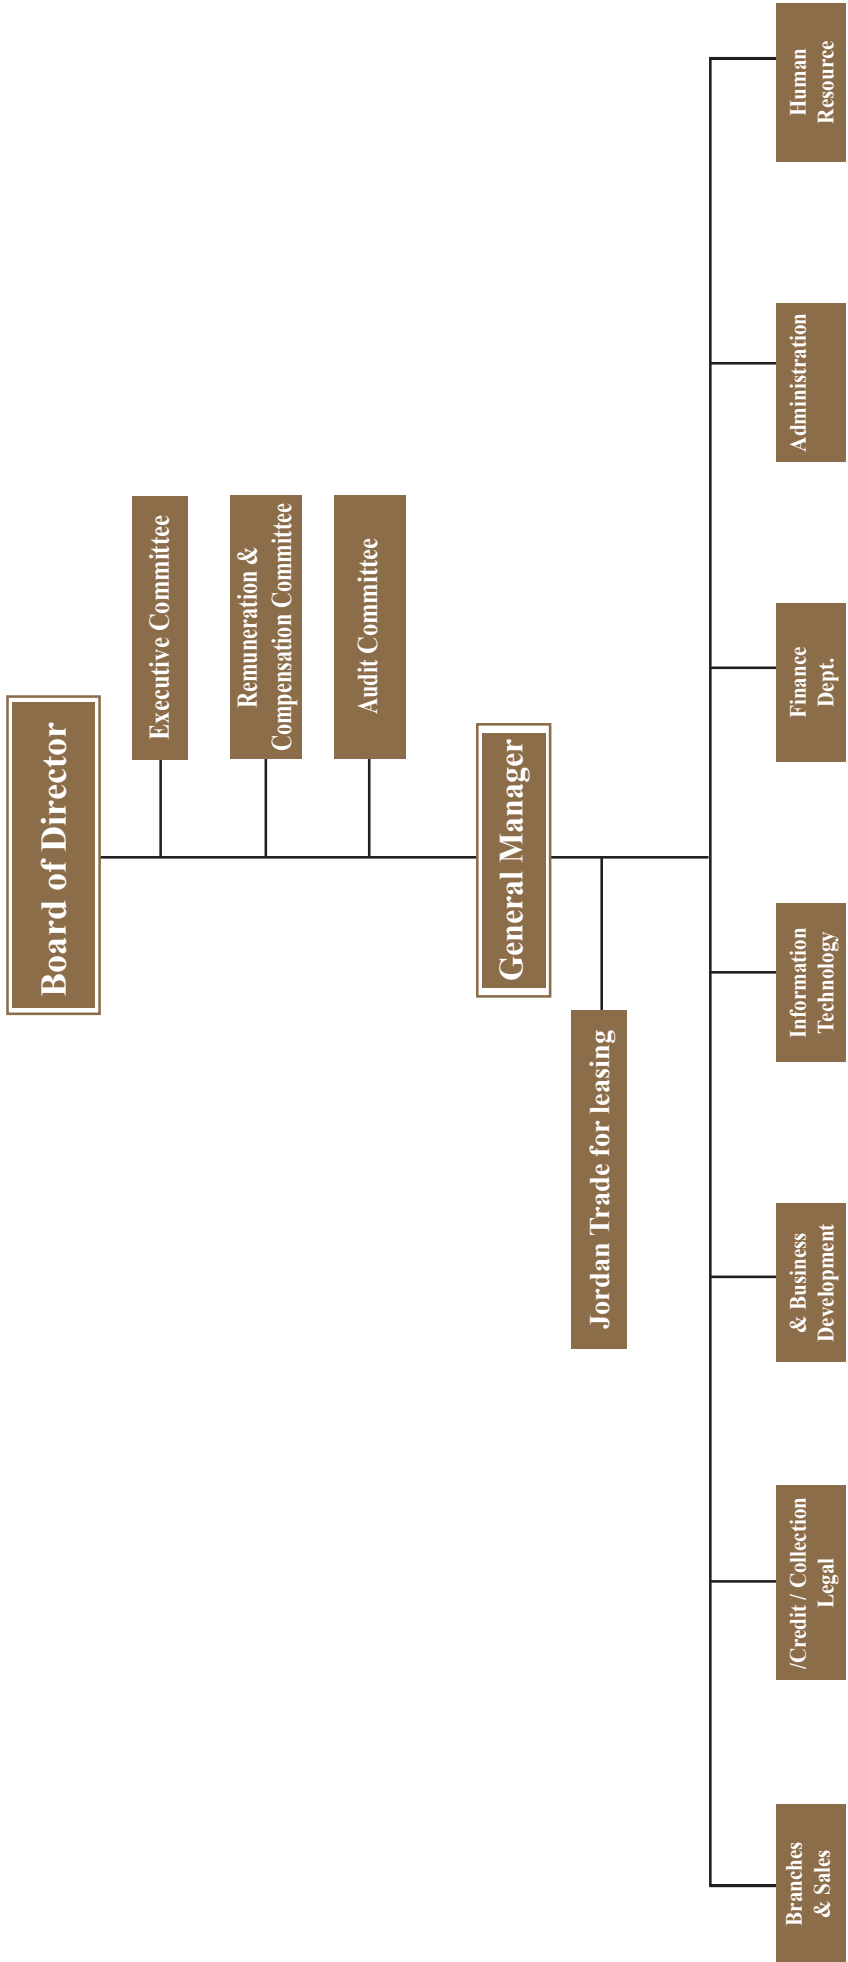 Board of Director
Executive Committee
Remuneration &
Compensation Committee
Audit Committee
General Manager
Jordan Trade for leasing
Branches
& Sales
/Credit / Collection
Legal
& Business
Development
Information
Technology
Finance
Dept.
Administration
Human
Resource